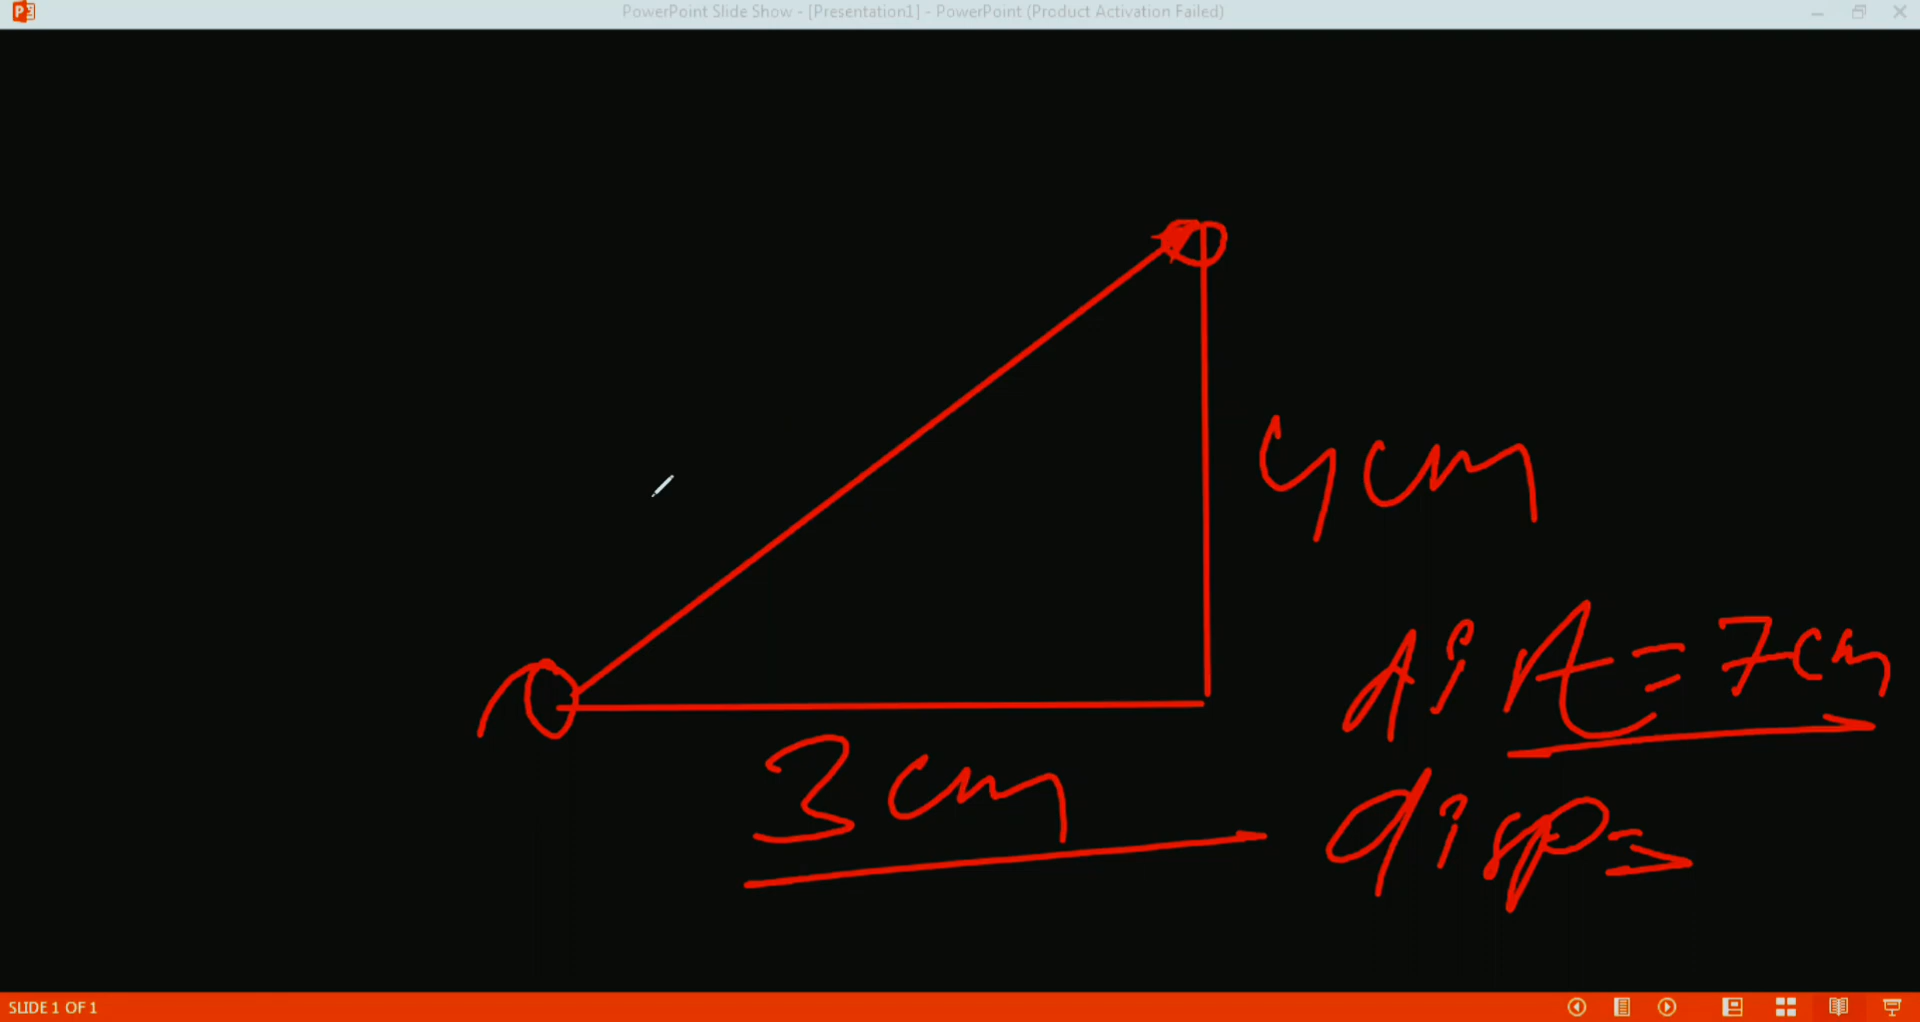 PowerPoint Slide Show - [Presentation1] - PowerPoint (Product Activation Failed)
4cm
dist = 7cm
3cm
disp =
SLIDE 1 OF 1